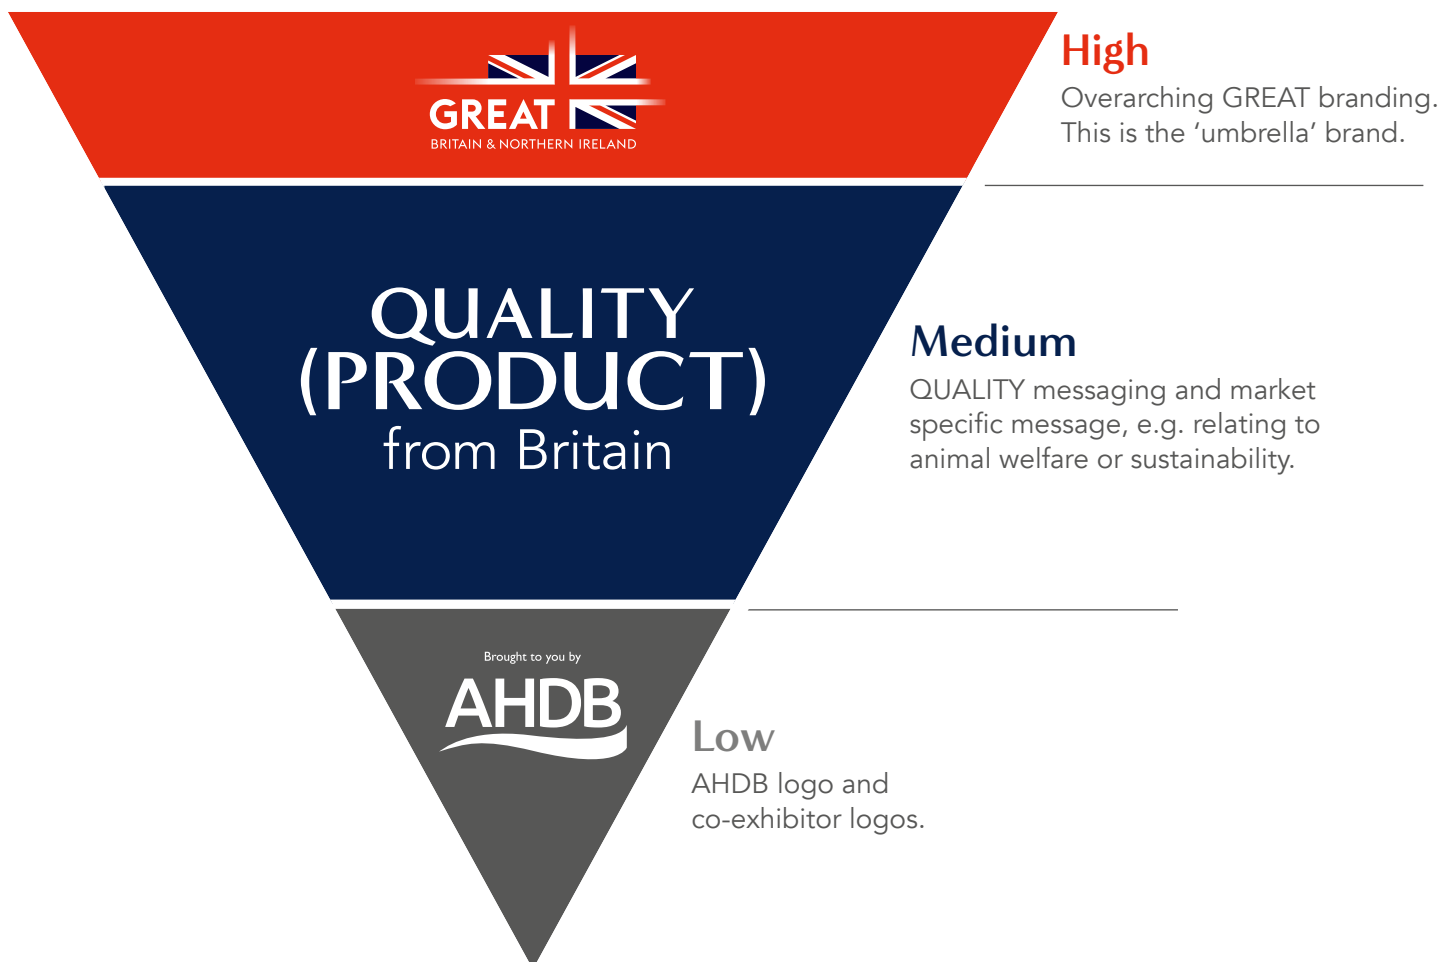 GREAT
BRITAIN & NORTHERN IRELAND
High
Overarching GREAT branding.
This is the ‘umbrella’ brand.
QUALITY
(PRODUCT)
from Britain
Medium
QUALITY messaging and market
specific message, e.g. relating to
animal welfare or sustainability.
Brought to you by
AHDB
Low
AHDB logo and
co-exhibitor logos.